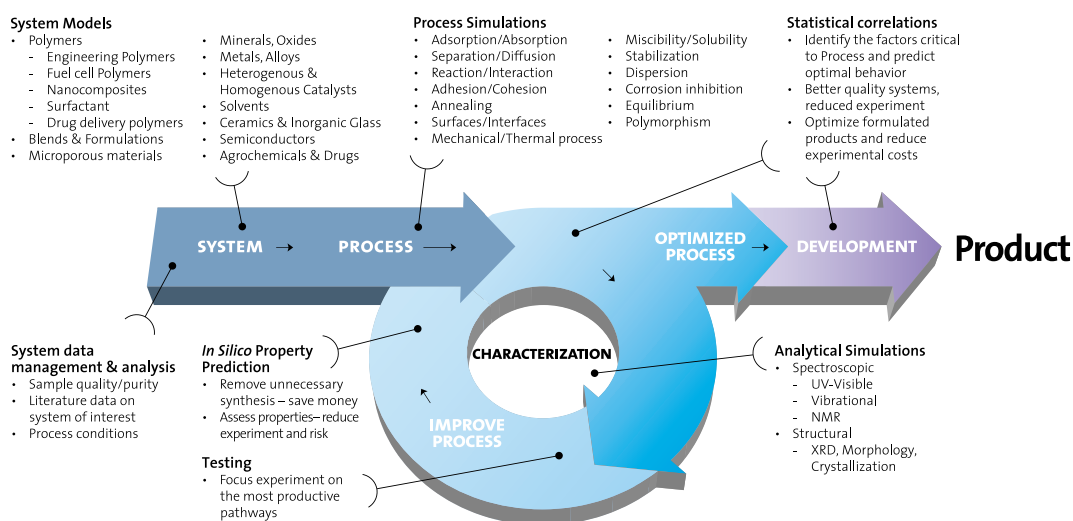 System Models
• Polymers
- Engineering Polymers
- Fuel cell Polymers
- Nanocomposites
- Surfactant
- Drug delivery polymers
• Blends & Formulations
• Microporous materials
• Minerals, Oxides
• Metals, Alloys
• Heterogenous &
Homogenous Catalysts
• Solvents
• Ceramics & Inorganic Glass
• Semiconductors
• Agrochemicals & Drugs
Process Simulations
• Adsorption/Absorption
• Separation/Diffusion
• Reaction/Interaction
• Adhesion/Cohesion
• Annealing
• Surfaces/Interfaces
• Mechanical/Thermal process
• Miscibility/Solubility
• Stabilization
• Dispersion
• Corrosion inhibition
• Equilibrium
• Polymorphism
Statistical correlations
• Identify the factors critical
to Process and predict
optimal behavior
• Better quality systems,
reduced experiment
• Optimize formulated
products and reduce
experimental costs
SYSTEM → PROCESS →
OPTIMIZED
PROCESS →
DEVELOPMENT
Product
System data
management & analysis
• Sample quality/purity
• Literature data on
system of interest
• Process conditions
In Silico Property
Prediction
• Remove unnecessary
synthesis – save money
• Assess properties – reduce
experiment and risk
Testing
• Focus experiment on
the most productive
pathways
CHARACTERIZATION
IMPROVE
PROCESS
Analytical Simulations
• Spectroscopic
- UV-Visible
- Vibrational
- NMR
• Structural
- XRD, Morphology,
Crystallization